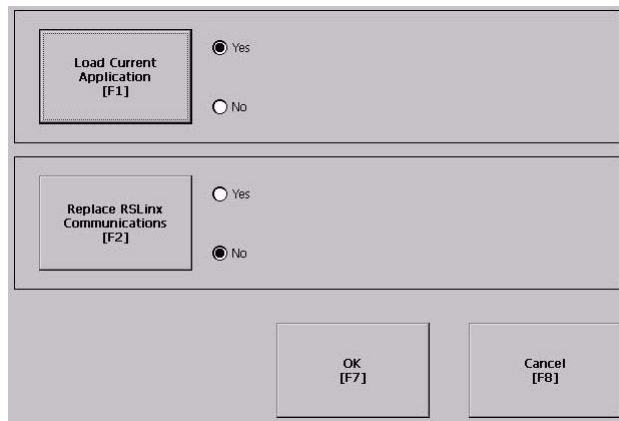 Load Current
Application
[F1]
Yes
No
Replace RSLinx
Communications
[F2]
Yes
No
OK
[F7]
Cancel
[F8]